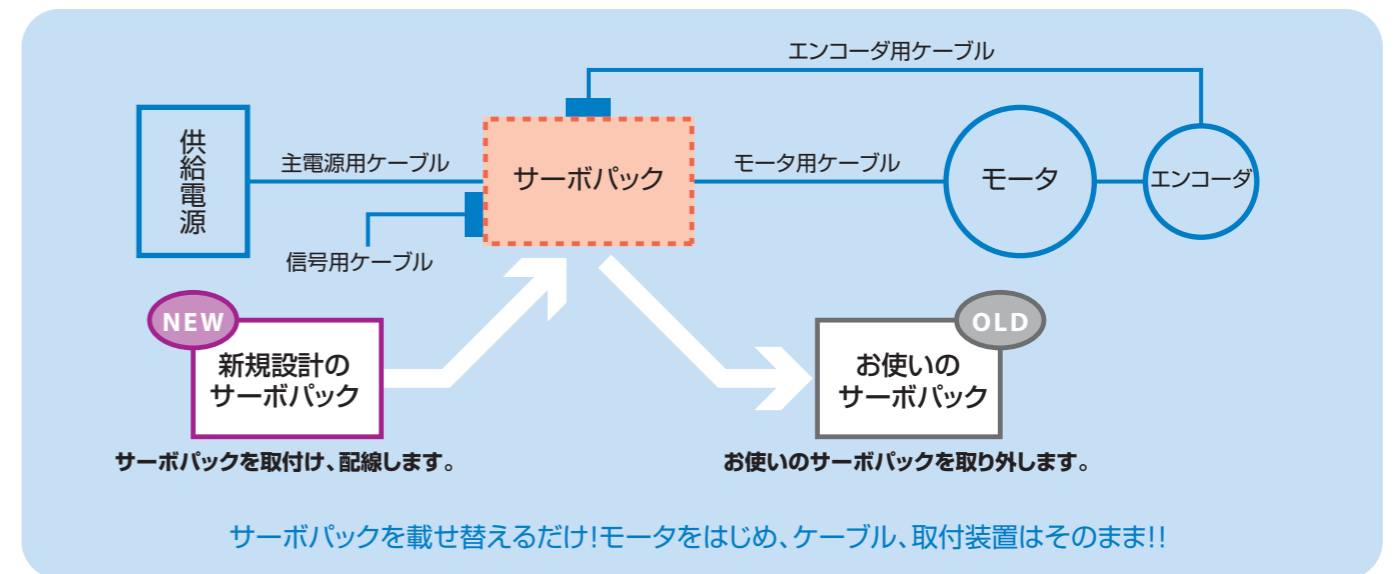 エンコーダ用ケーブル
供給電源
主電源用ケーブル
サーボパック
モータ用ケーブル
モータ
エンコーダ
信号用ケーブル
NEW
新規設計の
サーボパック
OLD
お使いの
サーボパック
サーボパックを取付け、配線します。
お使いのサーボパックを取り外します。
サーボパックを載せ替えるだけ!モータをはじめ、ケーブル、取付装置はそのまま!!